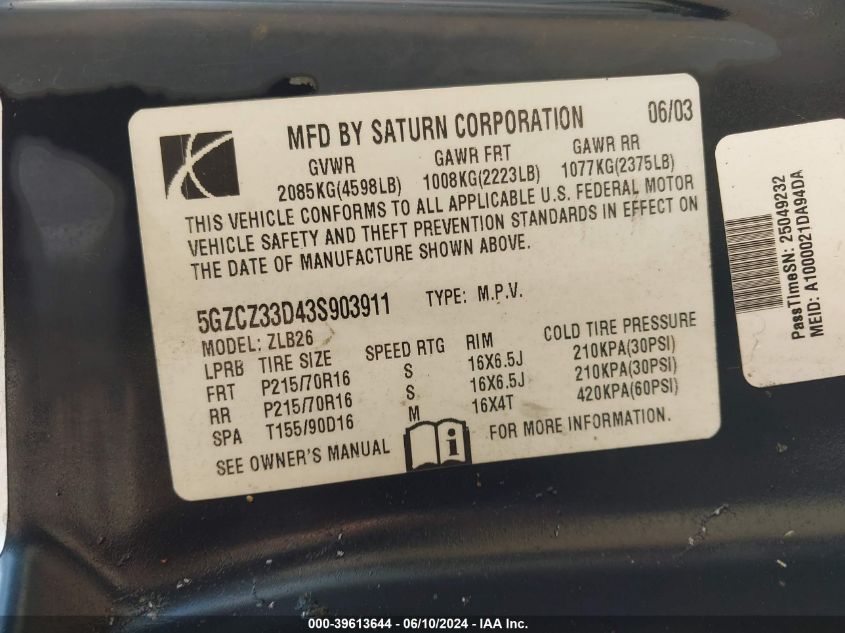 MFD BY SATURN CORPORATION 06/03
GVWR GAWR FRT GAWR RR
2085KG(4598LB) 1008KG(2223LB) 1077KG(2375LB)
THIS VEHICLE CONFORMS TO ALL APPLICABLE U.S. FEDERAL MOTOR
VEHICLE SAFETY AND THEFT PREVENTION STANDARDS IN EFFECT ON
THE DATE OF MANUFACTURE SHOWN ABOVE.
5GZCZ33D43S903911 TYPE: M.P.V.
MODEL: ZLB26
LPRB TIRE SIZE SPEED RTG RIM COLD TIRE PRESSURE
FRT P215/70R16 S 16X6.5J 210KPA(30PSI)
RR P215/70R16 S 16X6.5J 210KPA(30PSI)
SPA T155/90D16 M 16X4T 420KPA(60PSI)
SEE OWNER'S MANUAL i FOR MORE INFORMATION.
PassTimeSN: 25049232
MEID: A1000021DA94DA
000-39613644 - 06/10/2024 - IAA Inc.